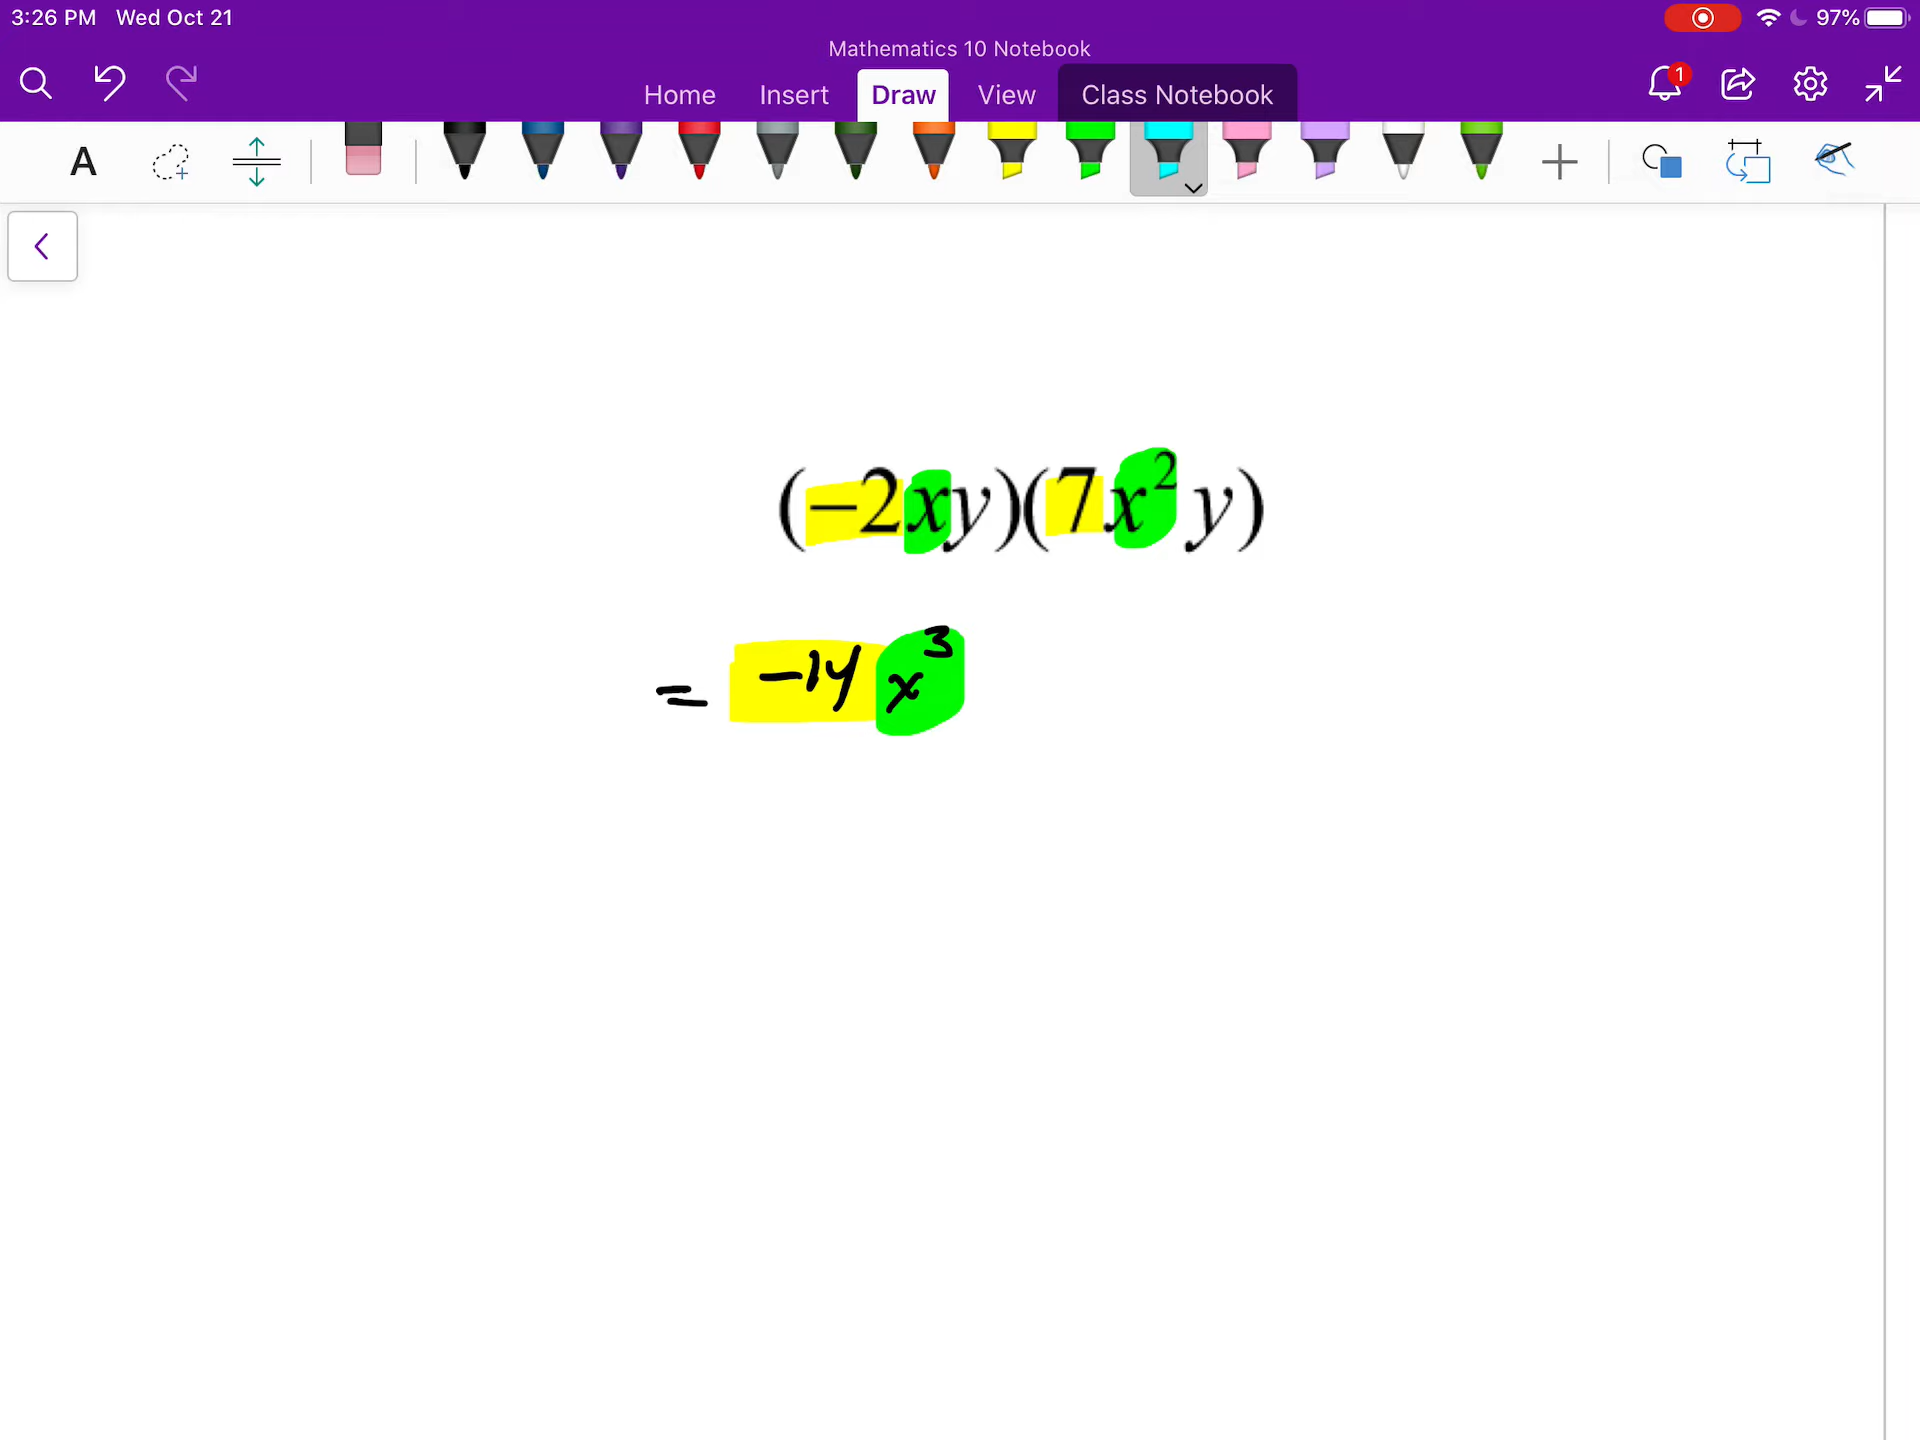 3:26 PM Wed Oct 21
97%
Mathematics 10 Notebook
Home Insert Draw View Class Notebook
1
A
(−2xy)(7x²y)
= −14x³